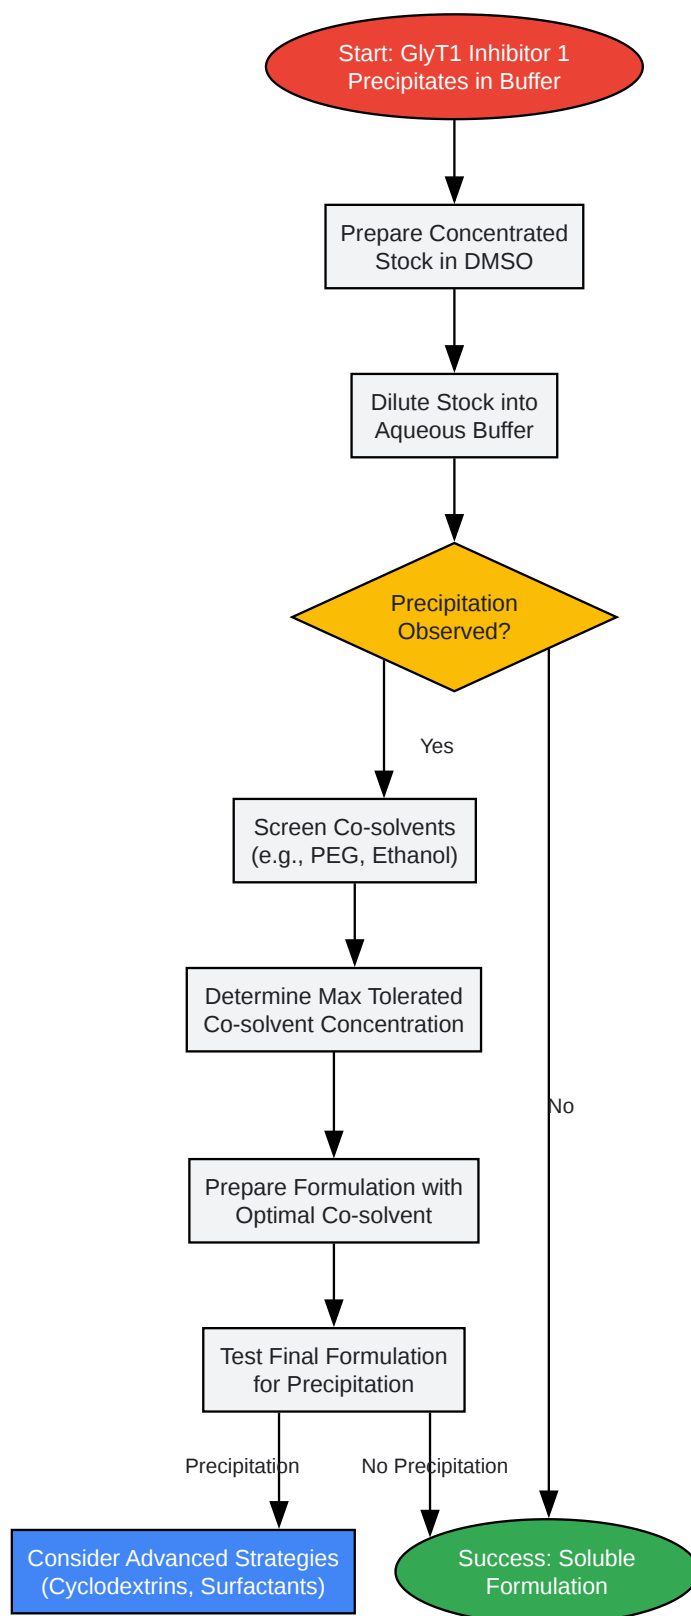 Start: GlyT1 Inhibitor 1
Precipitates in Buffer
Prepare Concentrated
Stock in DMSO
Dilute Stock into
Aqueous Buffer
Precipitation
Observed?
Yes
Screen Co-solvents
(e.g., PEG, Ethanol)
Determine Max Tolerated
Co-solvent Concentration
No
Prepare Formulation with
Optimal Co-solvent
Test Final Formulation
for Precipitation
Precipitation
No Precipitation
Consider Advanced Strategies
(Cyclodextrins, Surfactants)
Success: Soluble
Formulation